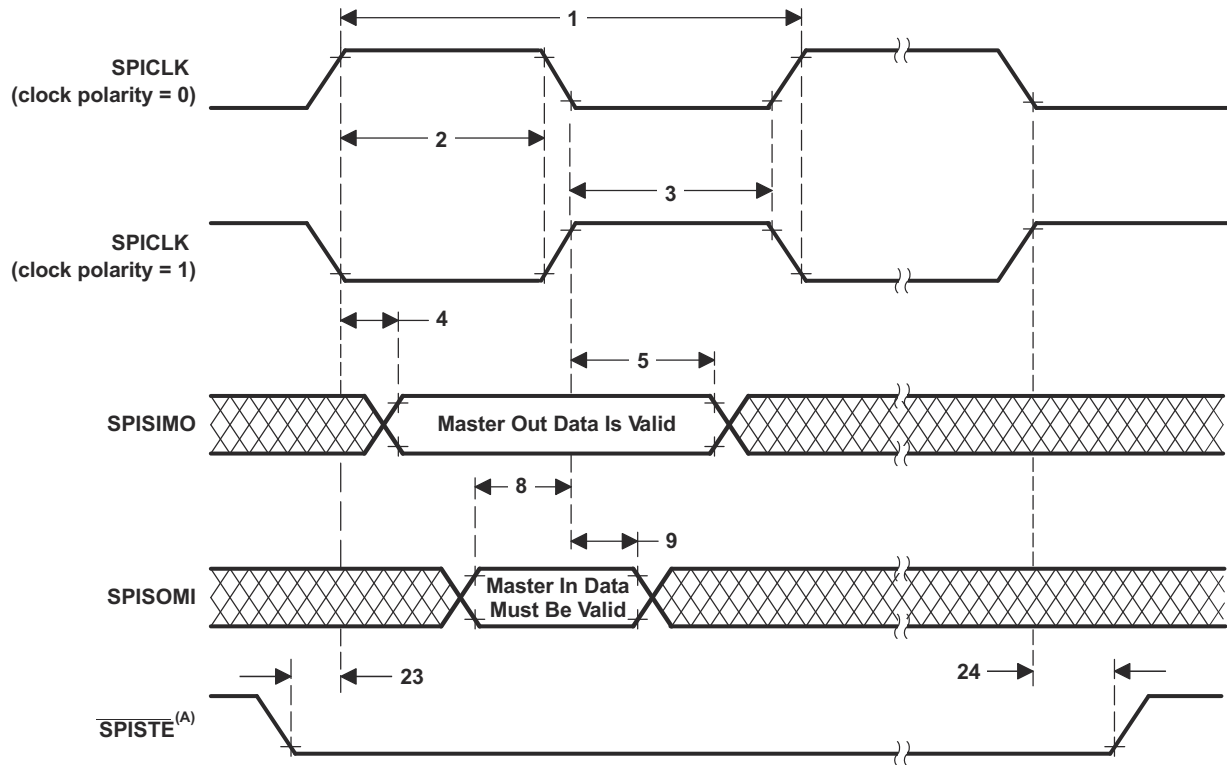 1
SPICLK
(clock polarity = 0)
2
3
SPICLK
(clock polarity = 1)
4
5
SPISIMO
Master Out Data Is Valid
8
9
SPISOMI
Master In Data
Must Be Valid
23
24
SPISTE(A)